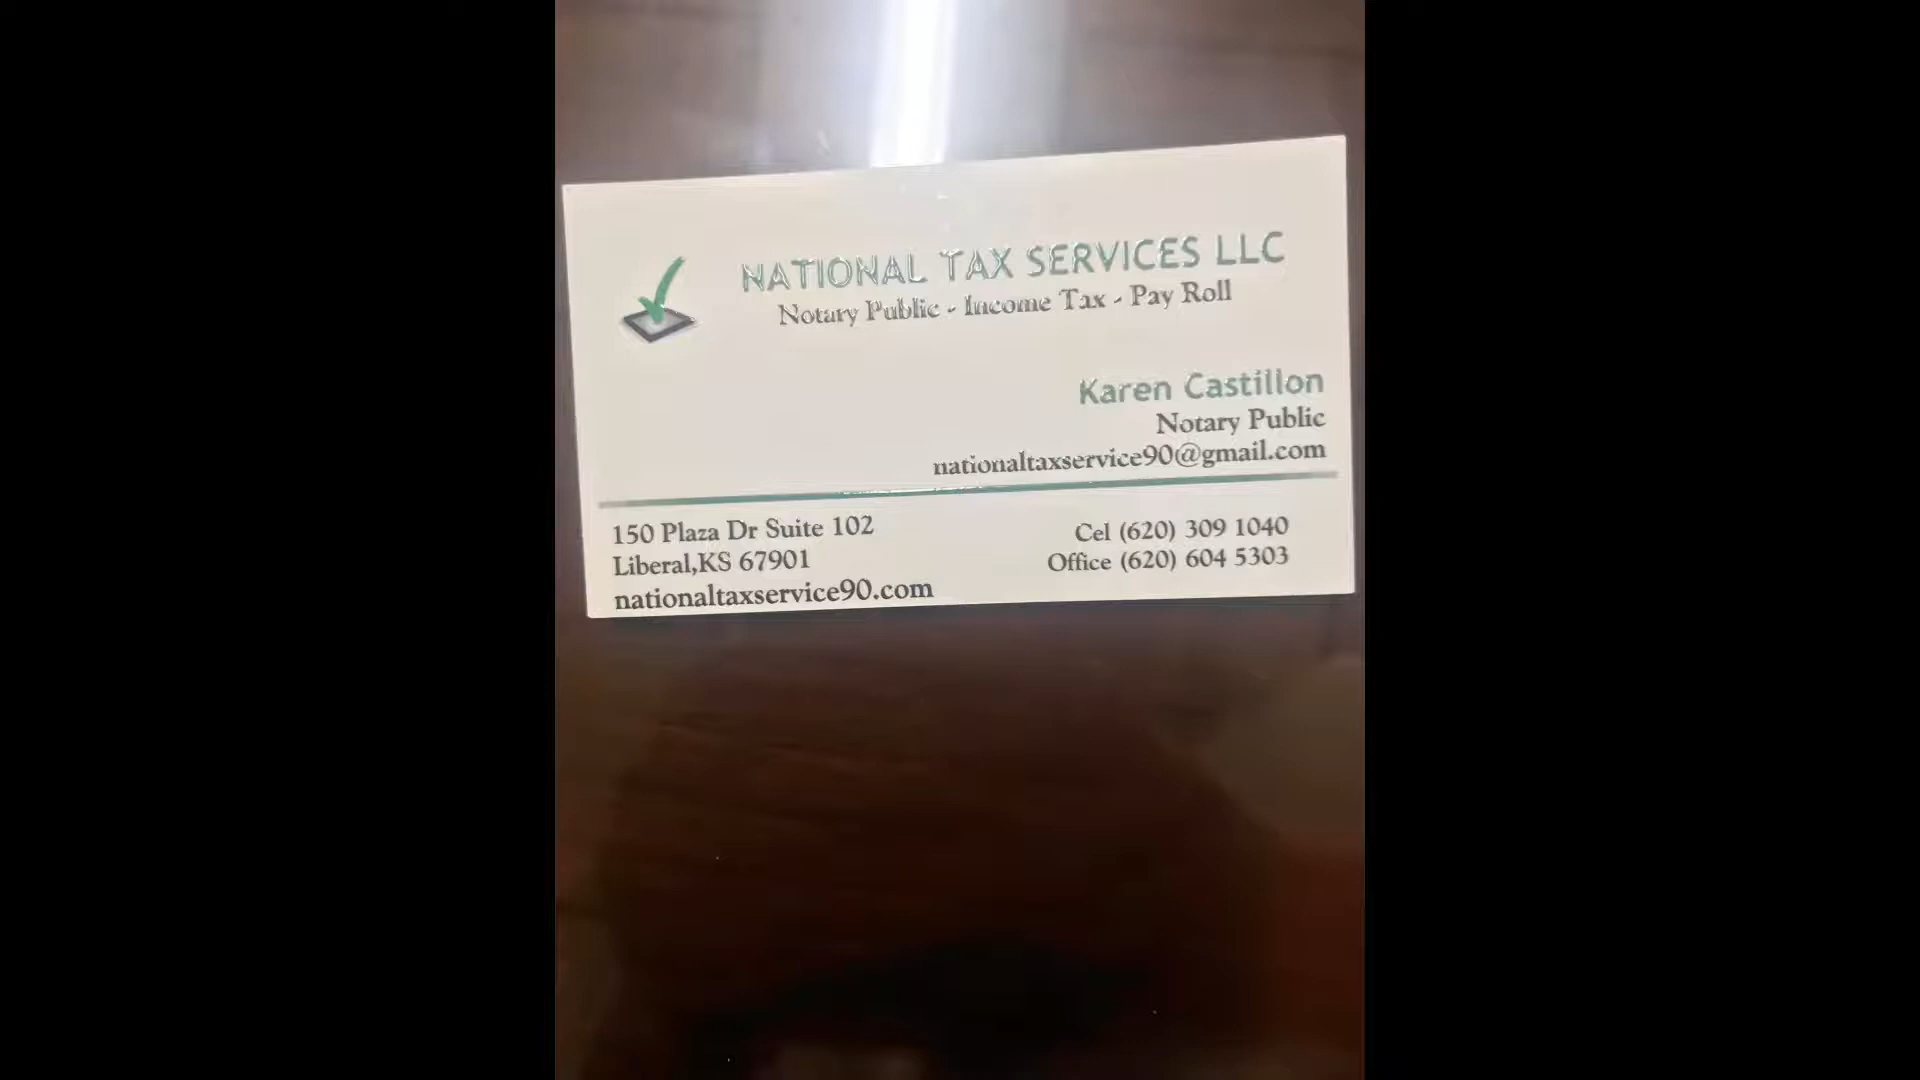 NATIONAL TAX SERVICES LLC
Notary Public - Income Tax - Pay Roll
Karen Castillon
Notary Public
nationaltaxservice90@gmail.com
150 Plaza Dr Suite 102
Liberal,KS 67901
nationaltaxservice90.com
Cel (620) 309 1040
Office (620) 604 5303